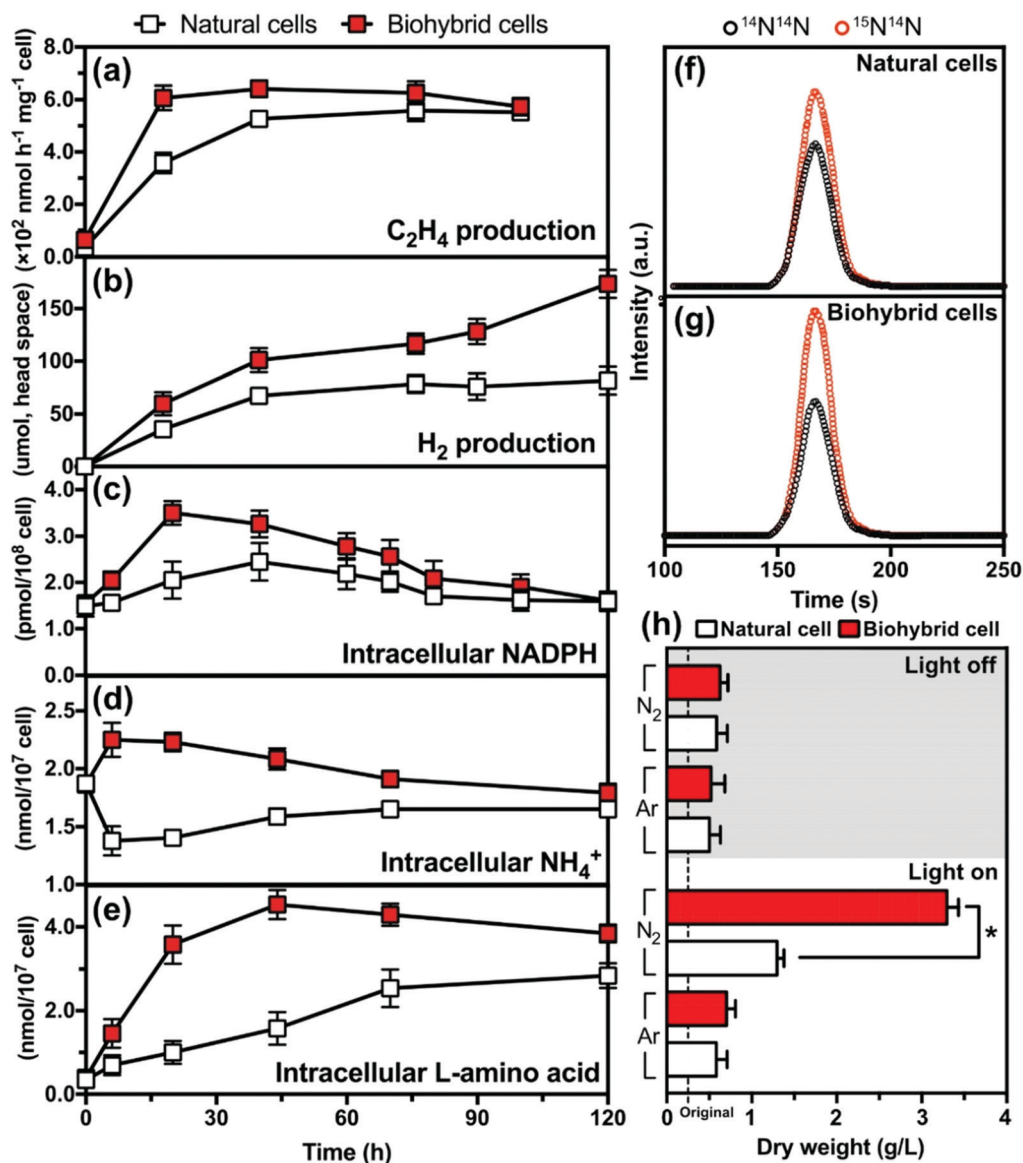 Natural cells Biohybrid cells
(a)
(×10² nmol h⁻¹ mg⁻¹ cell)
8.0
6.0
4.0
2.0
0.0
C₂H₄ production
(b)
(umol, head space)
150
100
50
0
H₂ production
(c)
(pmol/10⁸ cell)
4.0
3.0
2.0
1.0
0.0
Intracellular NADPH
(d)
(nmol/10⁷ cell)
2.5
2.0
1.5
1.0
Intracellular NH₄⁺
(e)
(nmol/10⁷ cell)
4.0
2.0
0.0
Intracellular L-amino acid
0 30 60 90 120
Time (h)
¹⁴N¹⁴N ¹⁵N¹⁴N
(f)
Natural cells
Intensity (a.u.)
(g)
Biohybrid cells
100 150 200 250
Time (s)
(h)
Natural cell Biohybrid cell
Light off
N₂
Ar
Light on
N₂
*
Ar
0 Original 1 2 3 4
Dry weight (g/L)